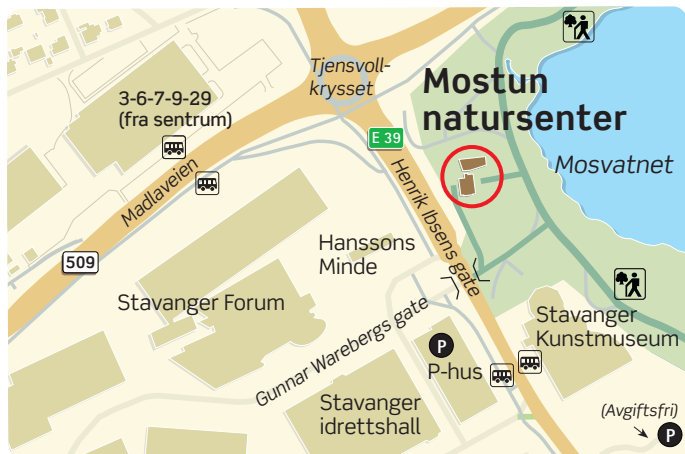 Tjensvoll-
krysset
Mostun
natursenter
3-6-7-9-29
(fra sentrum)
E 39
Mosvatnet
Madlaveien
Henrik Ibsens gate
509
Hanssons
Minde
Stavanger Forum
Gunnar Warebergs gate
Stavanger
Kunstmuseum
P
P-hus
Stavanger
idrettshall
(Avgiftsfri)
P